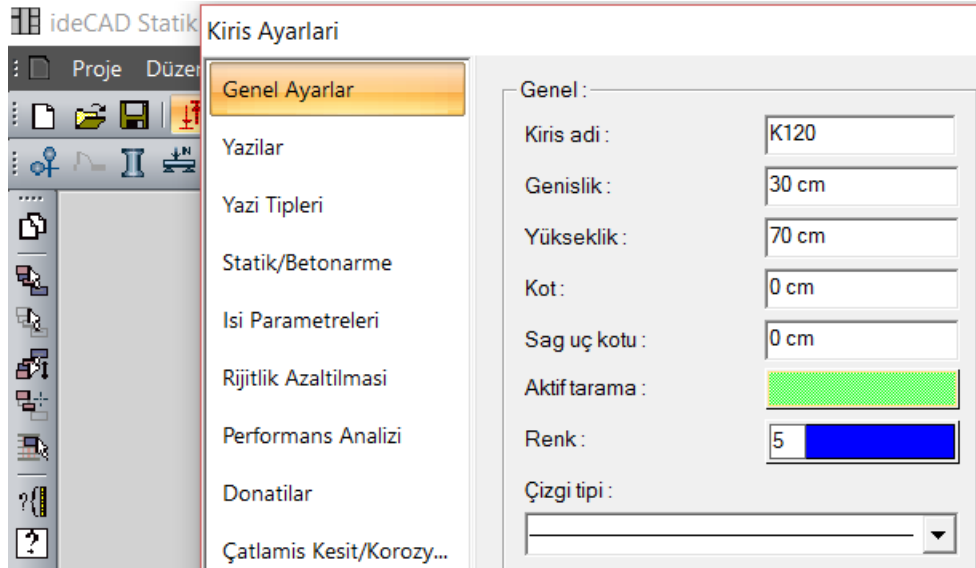 ideCAD Statik
Proje Düzen
Kiris Ayarlari
Genel Ayarlar
Yazilar
Yazi Tipleri
Statik/Betonarme
Isi Parametreleri
Rijitlik Azaltilmasi
Performans Analizi
Donatilar
Çatlamis Kesit/Korozy...
Genel :
Kiris adi : K120
Genislik : 30 cm
Yükseklik : 70 cm
Kot : 0 cm
Sag uç kotu : 0 cm
Aktif tarama :
Renk : 5
Çizgi tipi :